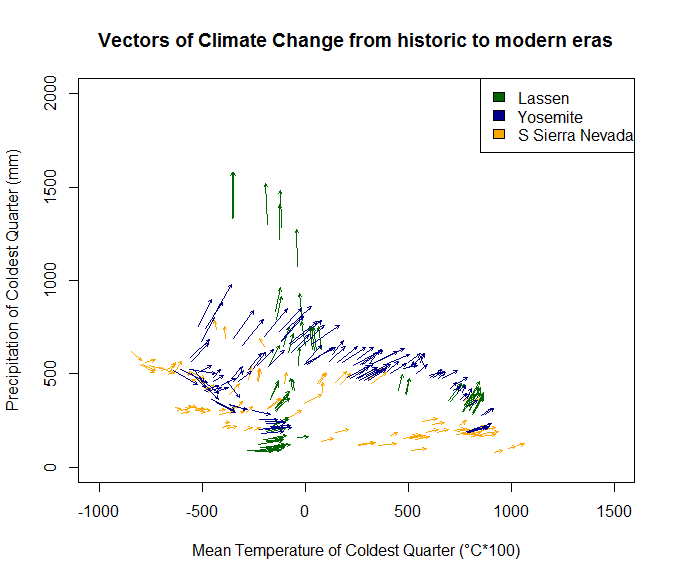 Vectors of Climate Change from historic to modern eras
Lassen
Yosemite
S Sierra Nevada
Precipitation of Coldest Quarter (mm)
2000
1500
1000
500
0
-1000 -500 0 500 1000 1500
Mean Temperature of Coldest Quarter (°C*100)